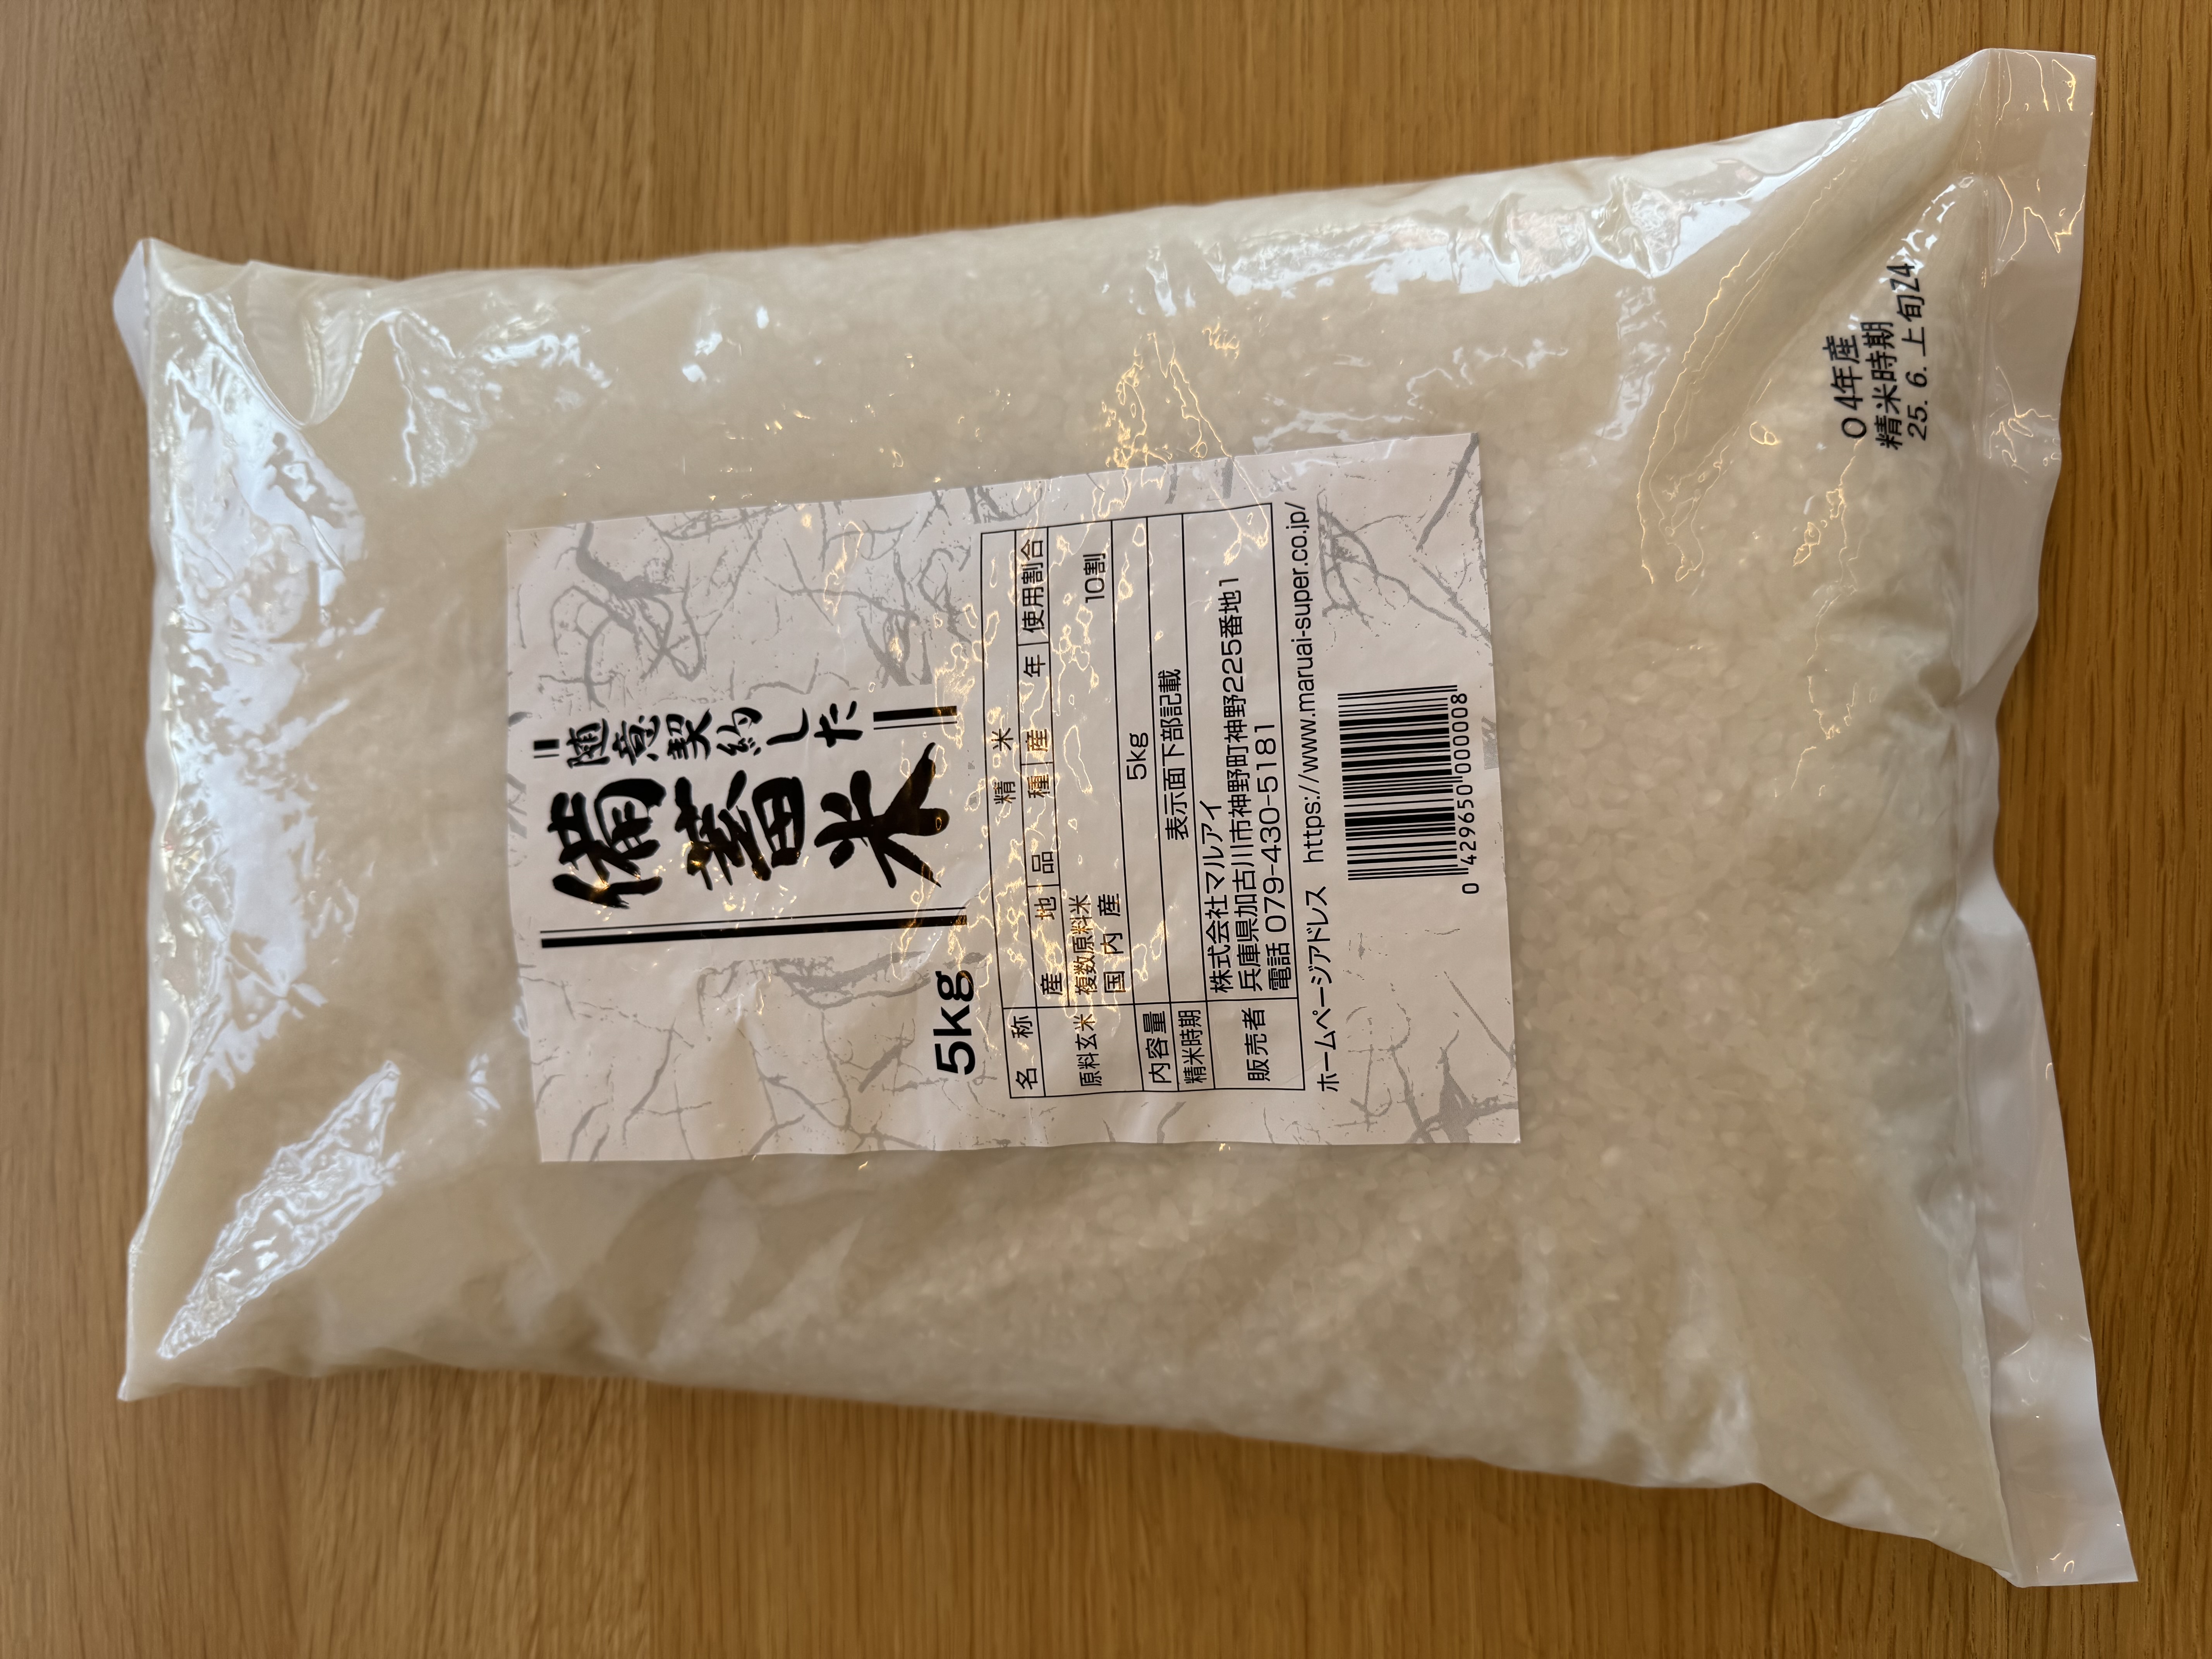 随意契約した
備蓄米
5kg
名称 精米
原料玄米 産地 品種 産年 使用割合
複数原料米
国内産 10割
内容量 5kg
精米時期 表示面下部記載
販売者 株式会社マルアイ
兵庫県加古川市神野町神野225番地1
電話 079-430-5181
ホームページアドレス https://www.maruai-super.co.jp/
0 429650 000008
04年産
精米時期
25. 6. 上旬Z4